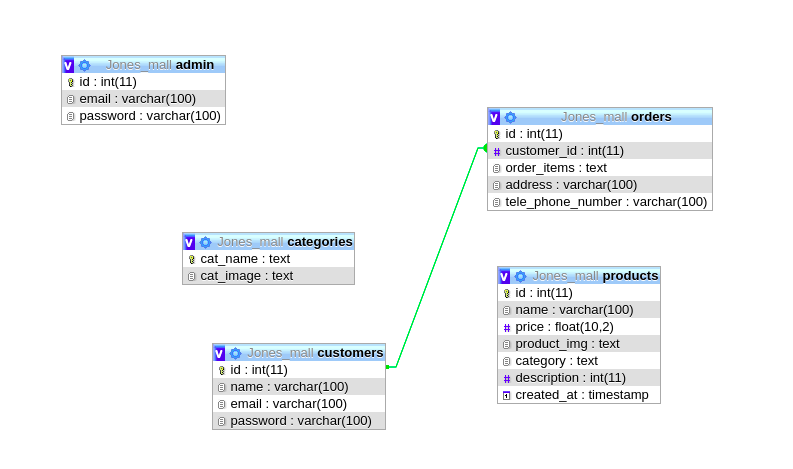 Jones_mall admin
id : int(11)
email : varchar(100)
password : varchar(100)
Jones_mall orders
id : int(11)
customer_id : int(11)
order_items : text
address : varchar(100)
tele_phone_number : varchar(100)
Jones_mall categories
cat_name : text
cat_image : text
Jones_mall products
id : int(11)
name : varchar(100)
price : float(10,2)
product_img : text
category : text
description : int(11)
created_at : timestamp
Jones_mall customers
id : int(11)
name : varchar(100)
email : varchar(100)
password : varchar(100)